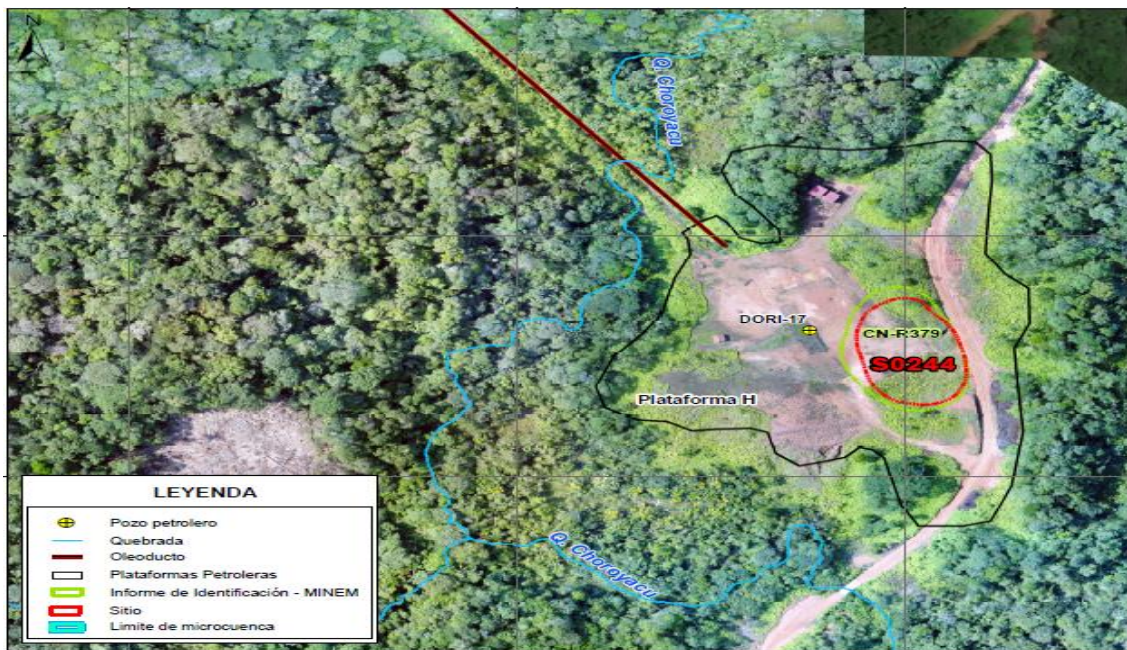 N
Q. Choroyacu
DORI-17
CN-R379
S0244
Plataforma H
Q. Choroyacu
LEYENDA
Pozo petrolero
Quebrada
Oleoducto
Plataformas Petroleras
Informe de Identificación - MINEM
Sitio
Limite de microcuenca